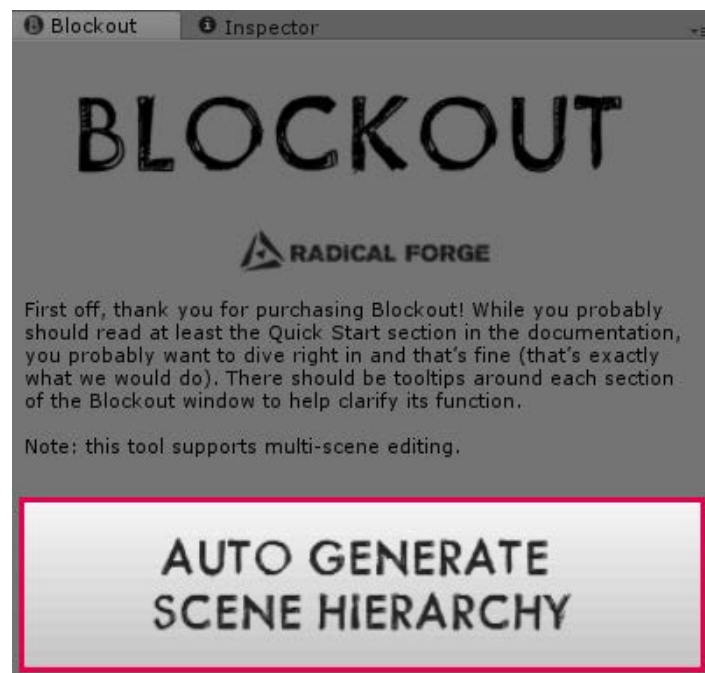 Blockout Inspector
BLOCKOUT
RADICAL FORGE
First off, thank you for purchasing Blockout! While you probably
should read at least the Quick Start section in the documentation,
you probably want to dive right in and that's fine (that's exactly
what we would do). There should be tooltips around each section
of the Blockout window to help clarify its function.
Note: this tool supports multi-scene editing.
AUTO GENERATE
SCENE HIERARCHY